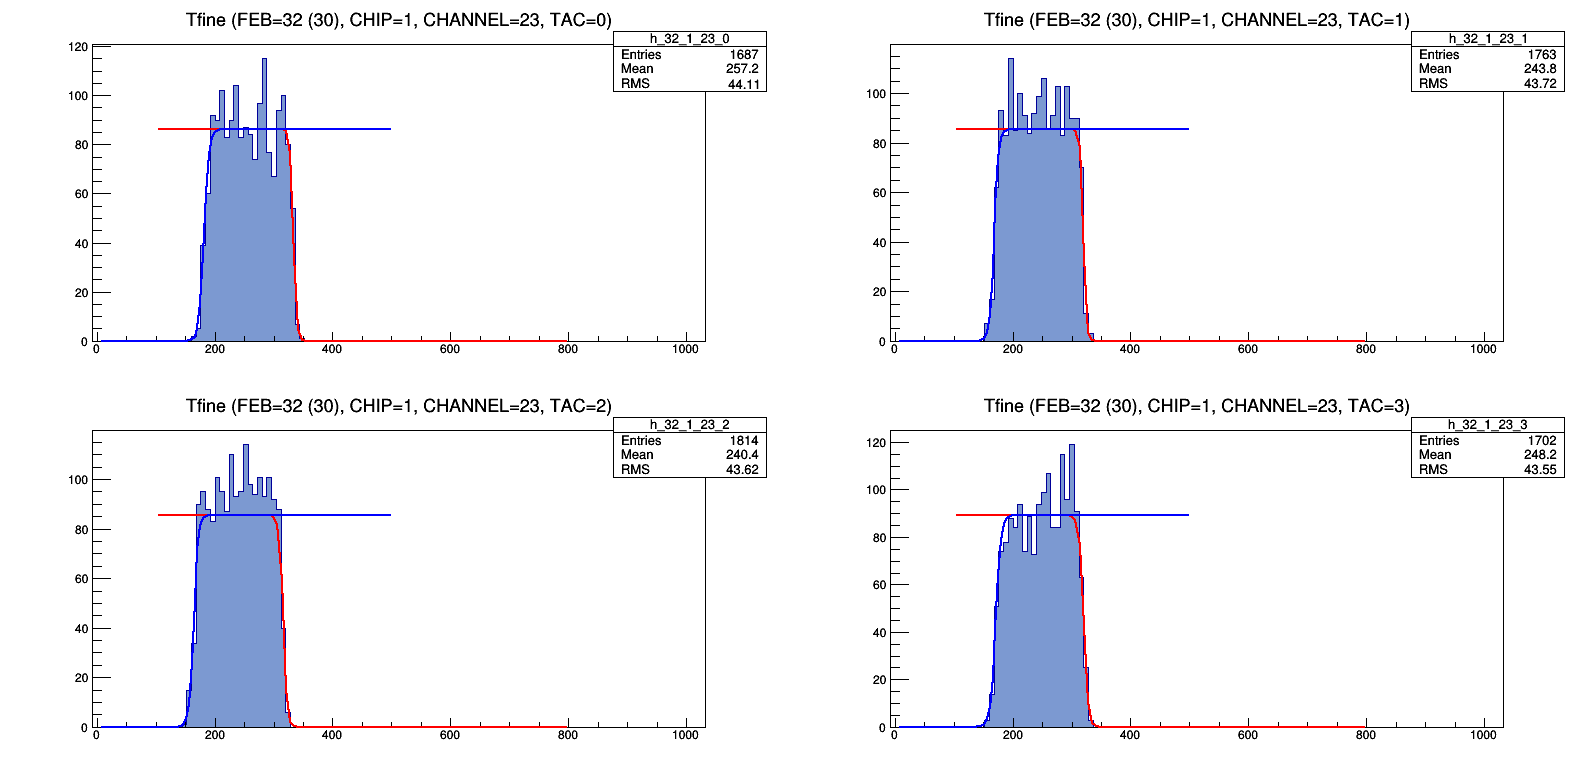 Tfine (FEB=32 (30), CHIP=1, CHANNEL=23, TAC=0)
h_32_1_23_0
Entries 1687
Mean 257.2
RMS 44.11
120
100
80
60
40
20
0
0 200 400 600 800 1000
Tfine (FEB=32 (30), CHIP=1, CHANNEL=23, TAC=1)
h_32_1_23_1
Entries 1763
Mean 243.8
RMS 43.72
100
80
60
40
20
0
0 200 400 600 800 1000
Tfine (FEB=32 (30), CHIP=1, CHANNEL=23, TAC=2)
h_32_1_23_2
Entries 1814
Mean 240.4
RMS 43.62
100
80
60
40
20
0
0 200 400 600 800 1000
Tfine (FEB=32 (30), CHIP=1, CHANNEL=23, TAC=3)
h_32_1_23_3
Entries 1702
Mean 248.2
RMS 43.55
120
100
80
60
40
20
0
0 200 400 600 800 1000